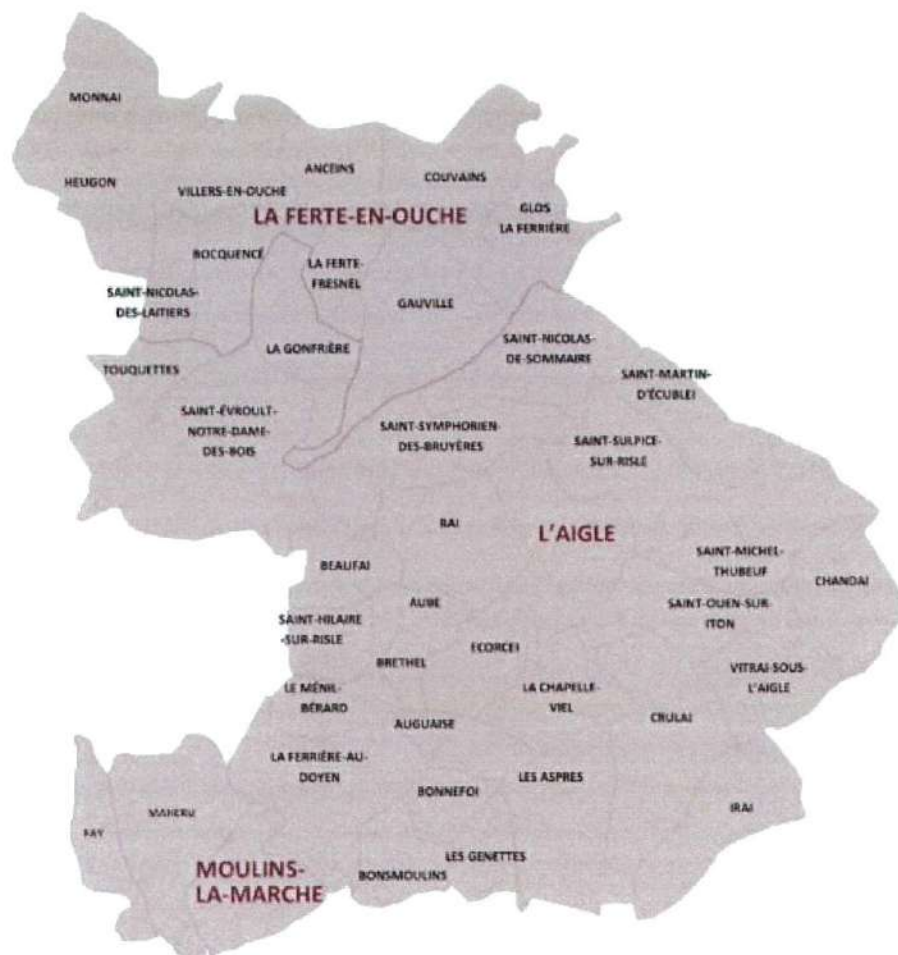 MONNAI
ANCEINS
COUVAINS
HEUGON
VILLERS-EN-OUCHE
LA FERTE-EN-OUCHE
GLOS
LA FERRIÈRE
BOCQUENCÉ
LA FERTE-
FRESNEL
SAINT-NICOLAS-
DES-LAITIERS
GAUVILLE
LA GONFRIÈRE
SAINT-NICOLAS-
DE-SOMMAIRE
TOUQUETTES
SAINT-MARTIN-
D'ÉCUBLEI
SAINT-ÉVROULT-
NOTRE-DAME-
DES-BOIS
SAINT-SYMPHORIEN-
DES-BRUYÈRES
SAINT-SULPICE-
SUR-RISLE
RAI
L'AIGLE
BEAUFAI
SAINT-MICHEL-
THUBEUF
CHANDAI
AUBE
SAINT-OUEN-SUR-
ITON
SAINT-HILAIRE
-SUR-RISLE
ECORCEI
BRETHEL
VITRAI-SOUS-
L'AIGLE
LE MÉNIL-
BÉRARD
LA CHAPELLE-
VIEL
AUGUAISE
CRULAI
LA FERRIÈRE-AU-
DOYEN
BONNEFOI
LES ASPRES
IRAI
MAHERU
FAY
LES GENETTES
MOULINS-
LA-MARCHE
BONSMOULINS